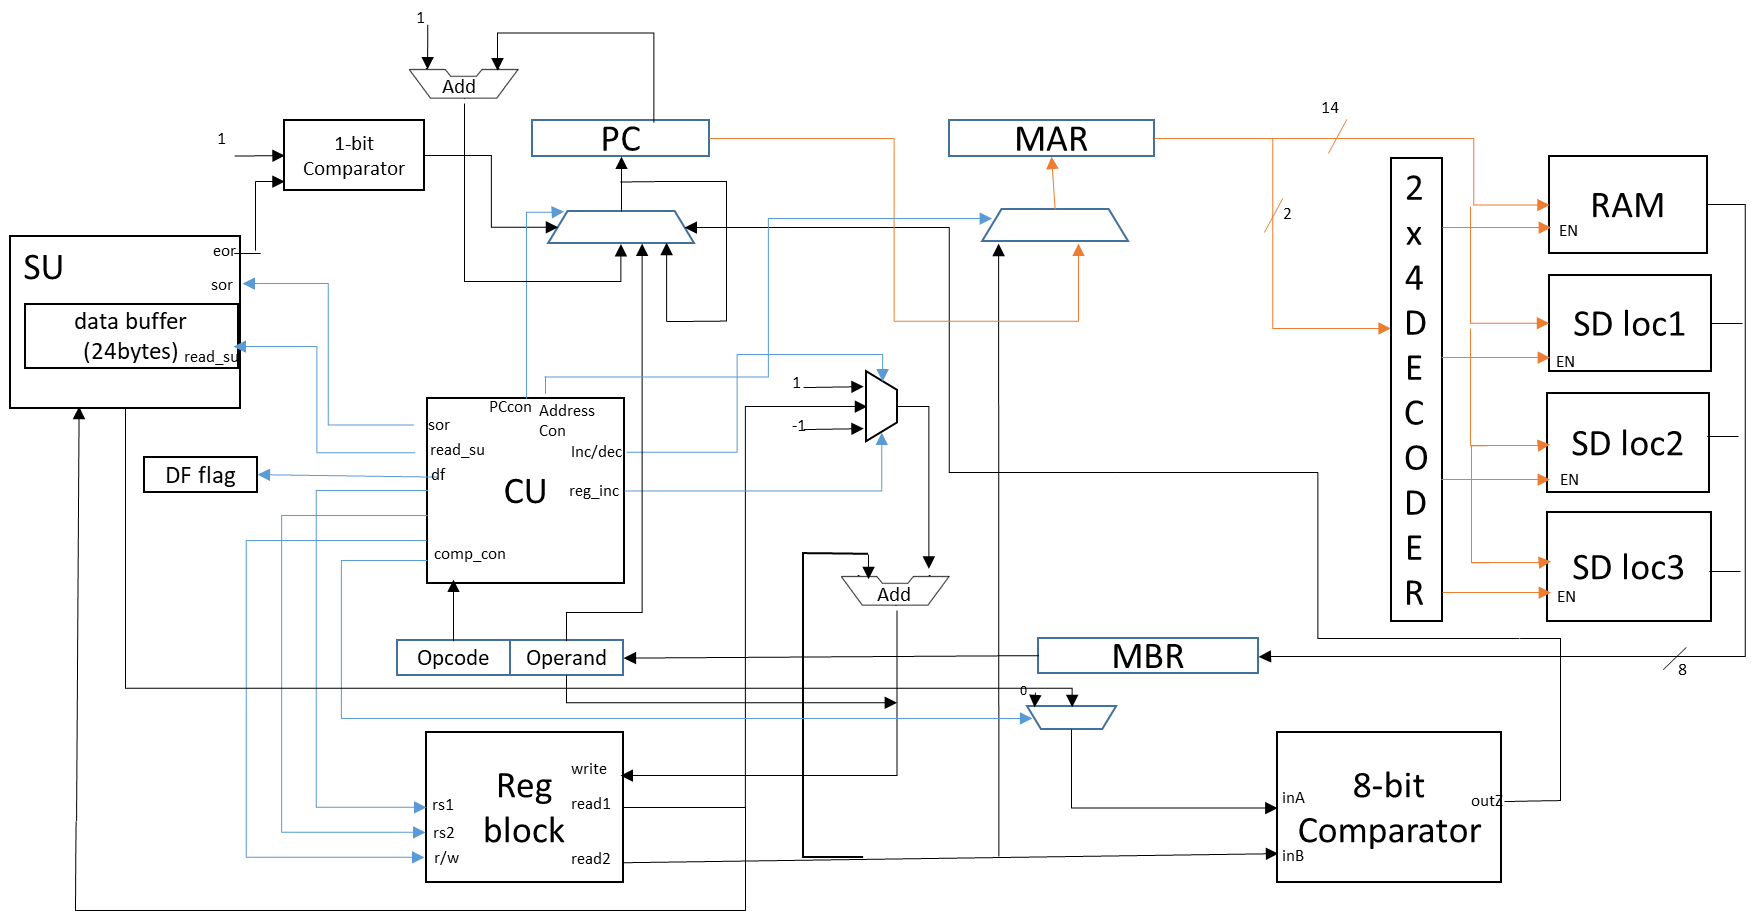 1
Add
14
1
1-bit
Comparator
PC
MAR
2
x
4
D
E
C
O
D
E
R
RAM
EN
2
eor
SU
sor
data buffer
(24bytes)
read_su
SD loc1
EN
PCcon
Address
Con
1
-1
sor
read_su
df
Inc/dec
CU
reg_inc
comp_con
DF flag
SD loc2
EN
SD loc3
EN
Add
Opcode
Operand
MBR
8
0
Reg
block
write
read1
read2
rs1
rs2
r/w
8-bit
Comparator
inA
inB
outZ